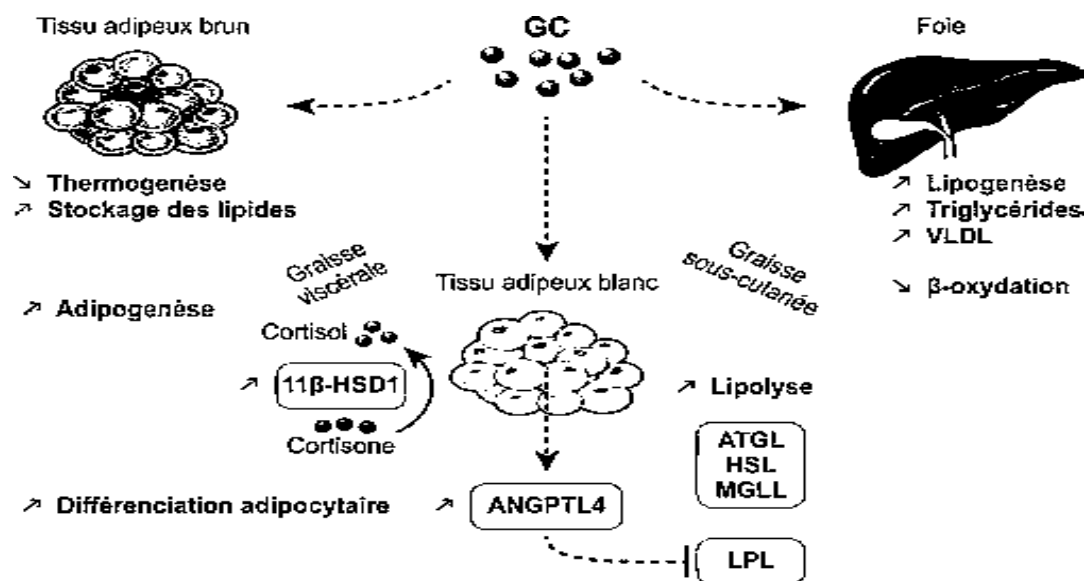 Tissu adipeux brun
GC
Foie
↘ Thermogenèse
↗ Stockage des lipides
↗ Lipogenèse
↗ Triglycérides
↗ VLDL
↘ β-oxydation
Graisse
viscérale
Tissu adipeux blanc
Graisse
sous-cutanée
↗ Adipogenèse
Cortisol
↗ 11β-HSD1
Cortisone
↗ Lipolyse
ATGL
HSL
MGLL
↗ Différenciation adipocytaire
↗ ANGPTL4
LPL